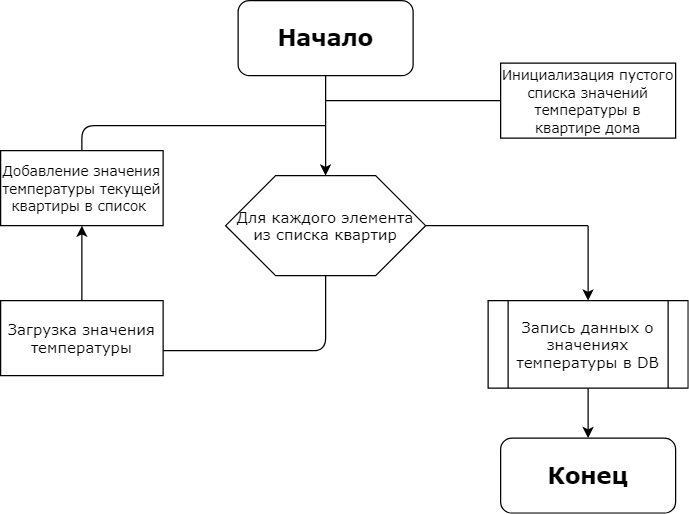 Начало
Инициализация пустого
списка значений
температуры в
квартире дома
Добавление значения
температуры текущей
квартиры в список
Для каждого элемента
из списка квартир
Загрузка значения
температуры
Запись данных о
значениях
температуры в DB
Конец